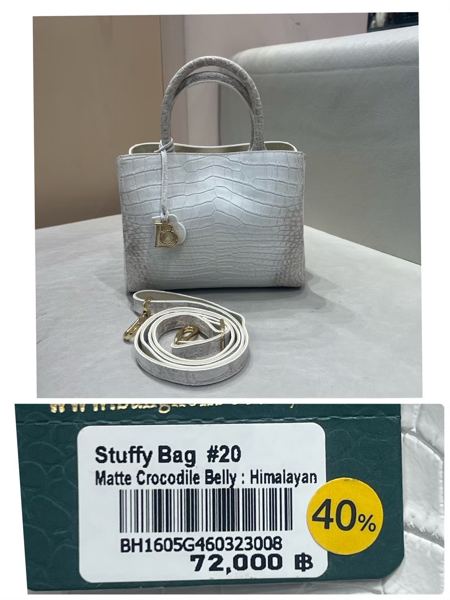 B
Stuffy Bag #20
Matte Crocodile Belly : Himalayan
40%
BH1605G460323008
72,000 ฿